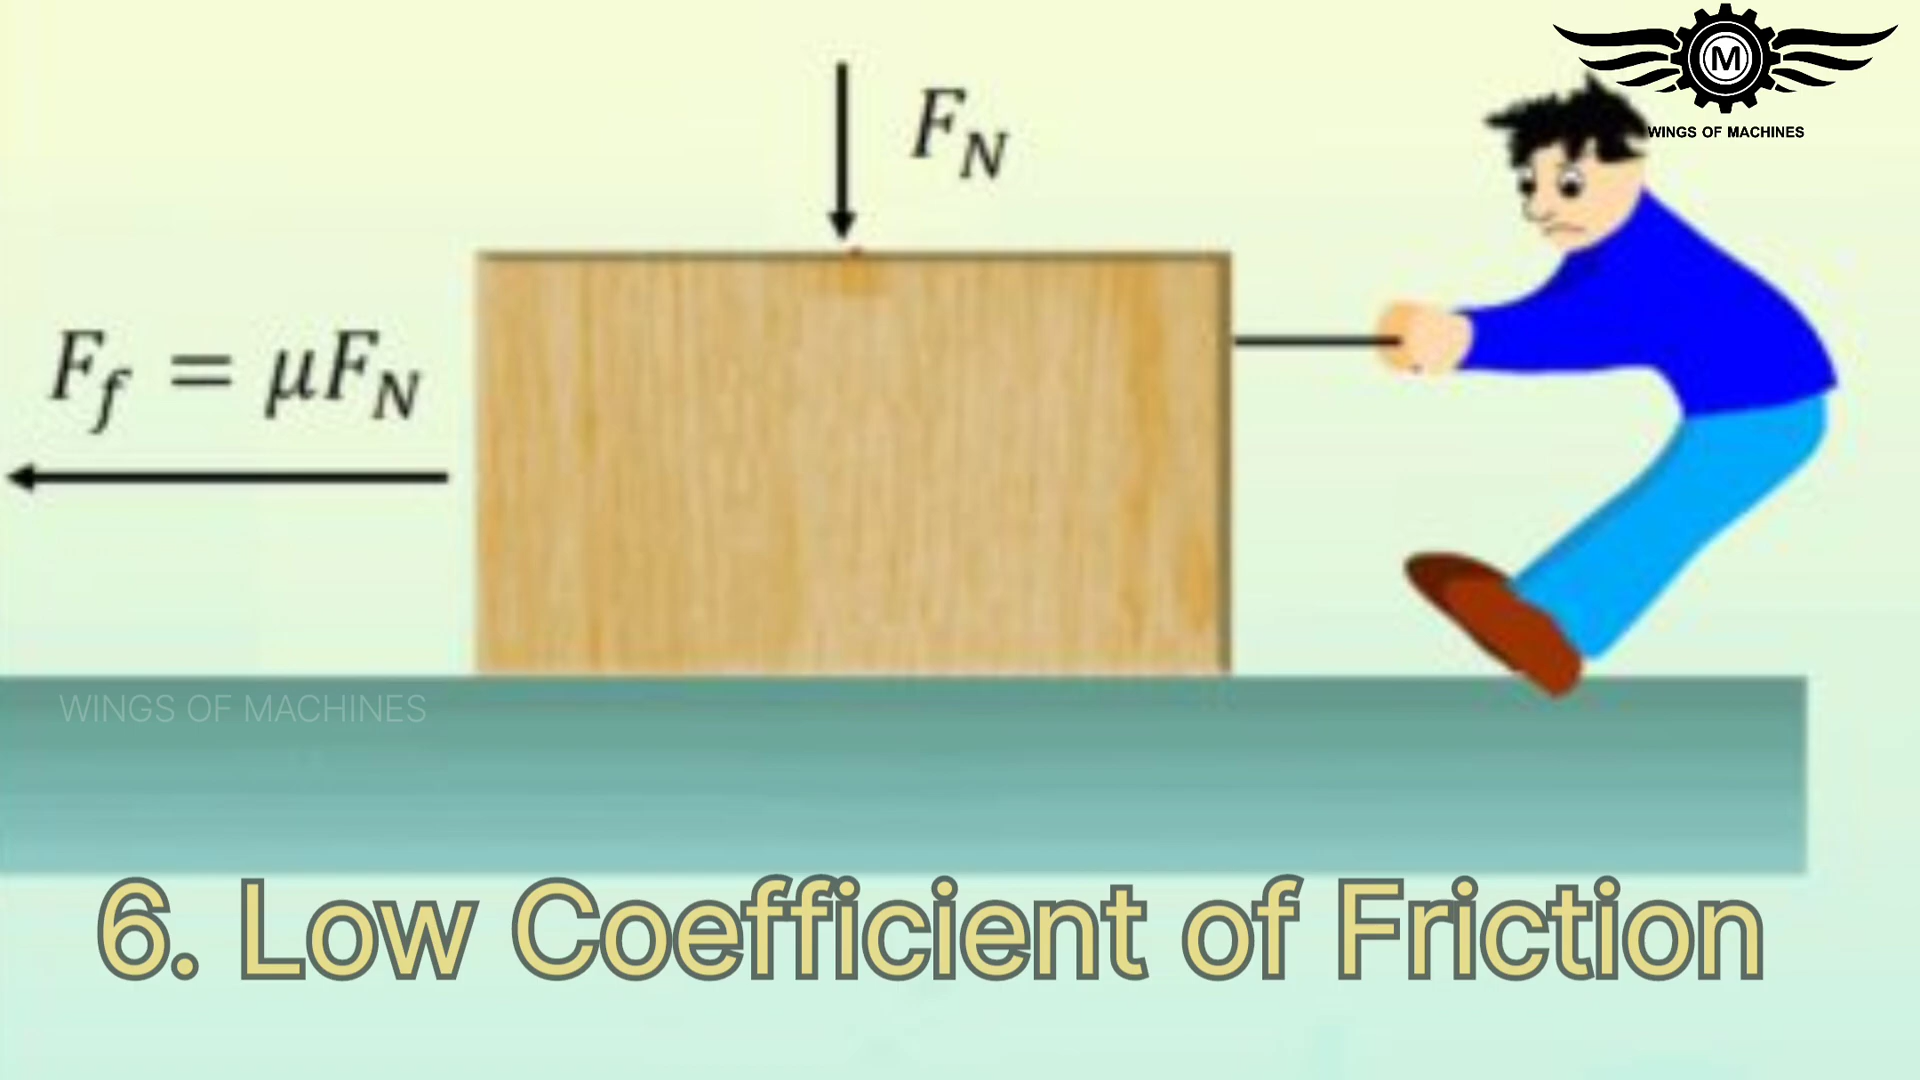 M
WINGS OF MACHINES
F_N
F_f = μF_N
WINGS OF MACHINES
6. Low Coefficient of Friction